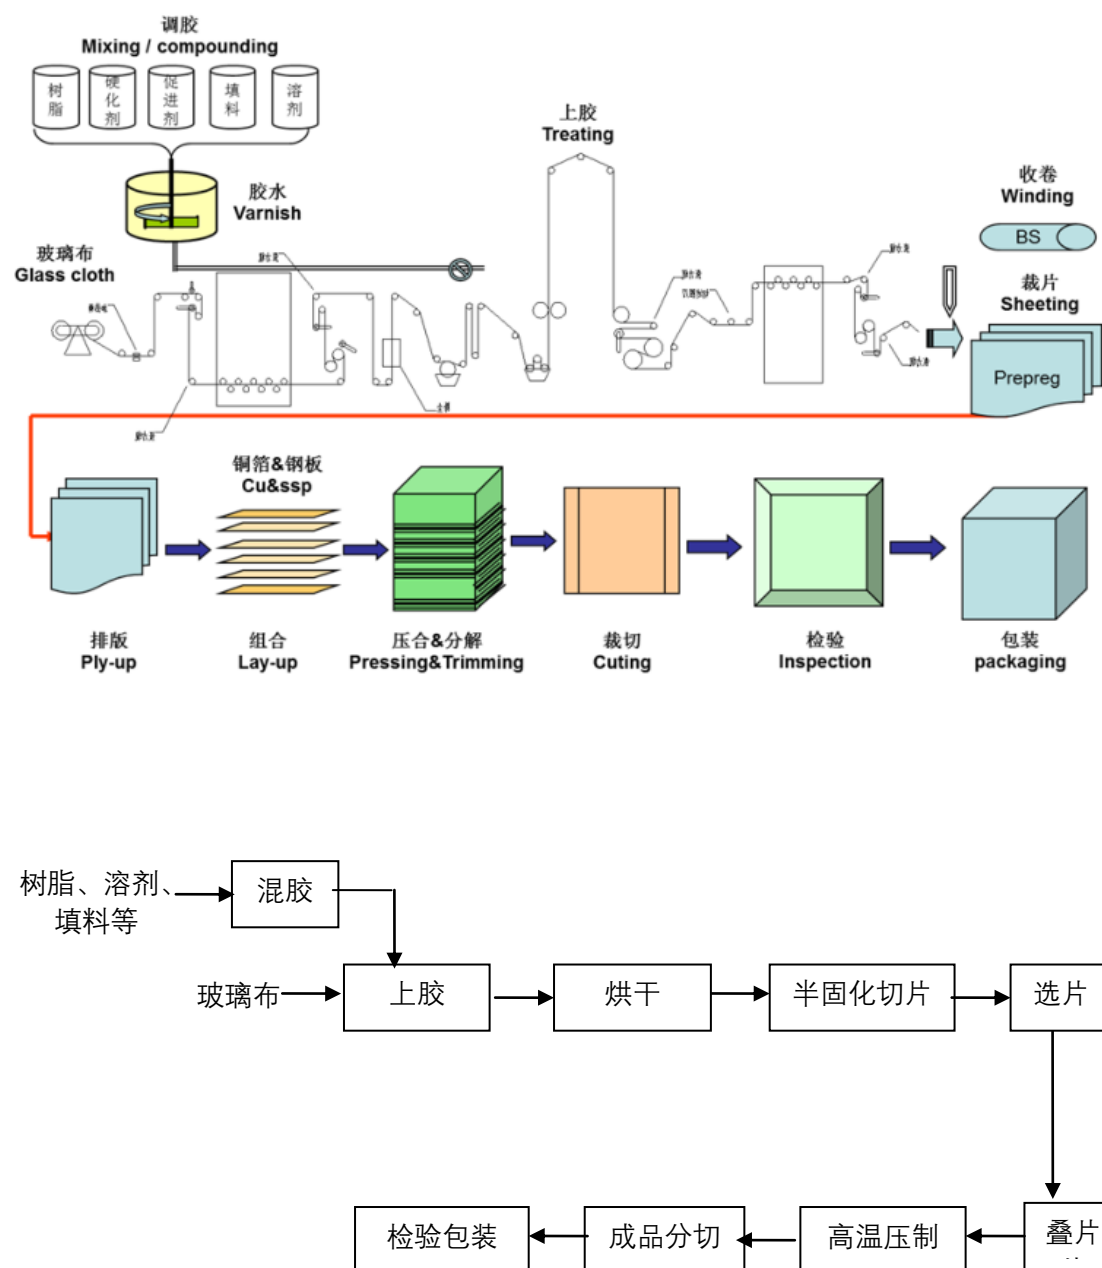 调胶
Mixing / compounding
树脂
硬化剂
促进剂
填料
溶剂
上胶
Treating
胶水
Varnish
收卷
Winding
BS
玻璃布
Glass cloth
裁片
Sheeting
Prepreg
铜箔&钢板
Cu&ssp
排版
Ply-up
组合
Lay-up
压合&分解
Pressing&Trimming
裁切
Cuting
检验
Inspection
包装
packaging
树脂、溶剂、
填料等
混胶
玻璃布
上胶
烘干
半固化切片
选片
检验包装
成品分切
高温压制
叠片